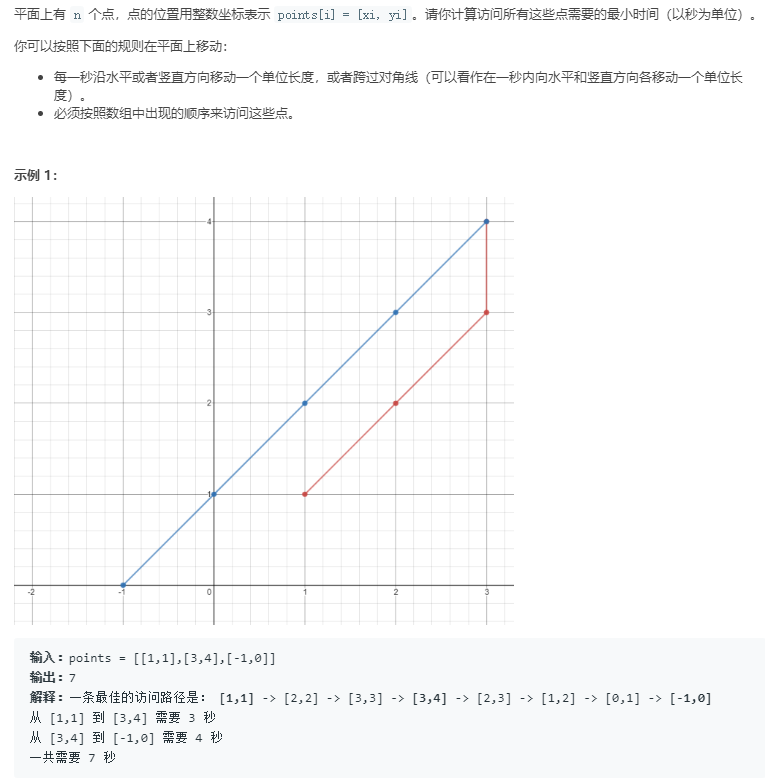 平面上有 n 个点，点的位置用整数坐标表示 points[i] = [xi, yi]。请你计算访问所有这些点需要的最小时间（以秒为单位）。
你可以按照下面的规则在平面上移动：
• 每一秒沿水平或者竖直方向移动一个单位长度，或者跨过对角线（可以看作在一秒内向水平和竖直方向各移动一个单位长
度）。
• 必须按照数组中出现的顺序来访问这些点。
示例 1：
4
3
2
1
-2 -1 0 1 2 3
输入：points = [[1,1],[3,4],[-1,0]]
输出：7
解释：一条最佳的访问路径是： [1,1] -> [2,2] -> [3,3] -> [3,4] -> [2,3] -> [1,2] -> [0,1] -> [-1,0]
从 [1,1] 到 [3,4] 需要 3 秒
从 [3,4] 到 [-1,0] 需要 4 秒
一共需要 7 秒